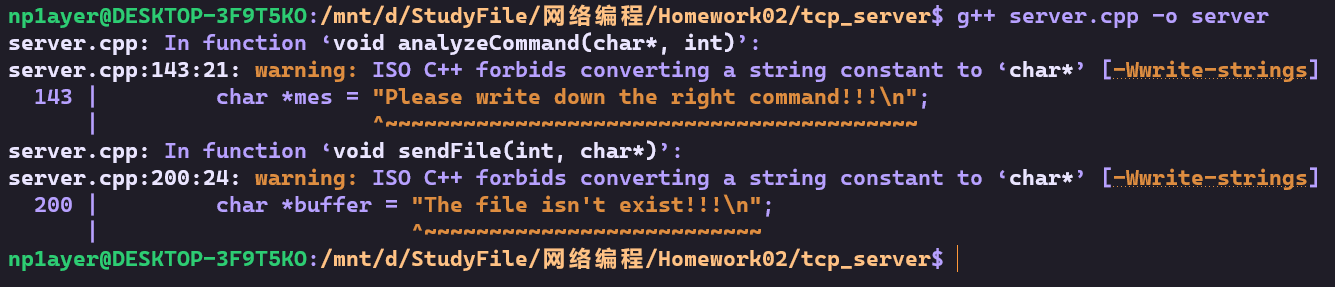 np1ayer@DESKTOP-3F9T5KO:/mnt/d/StudyFile/网络编程/Homework02/tcp_server$ g++ server.cpp -o server
server.cpp: In function ‘void analyzeCommand(char*, int)’:
server.cpp:143:21: warning: ISO C++ forbids converting a string constant to ‘char*’ [-Wwrite-strings]
  143 |         char *mes = "Please write down the right command!!!\n";
      |                     ^~~~~~~~~~~~~~~~~~~~~~~~~~~~~~~~~~~~~~~~~~
server.cpp: In function ‘void sendFile(int, char*)’:
server.cpp:200:24: warning: ISO C++ forbids converting a string constant to ‘char*’ [-Wwrite-strings]
  200 |         char *buffer = "The file isn't exist!!!\n";
      |                        ^~~~~~~~~~~~~~~~~~~~~~~~~~~
np1ayer@DESKTOP-3F9T5KO:/mnt/d/StudyFile/网络编程/Homework02/tcp_server$